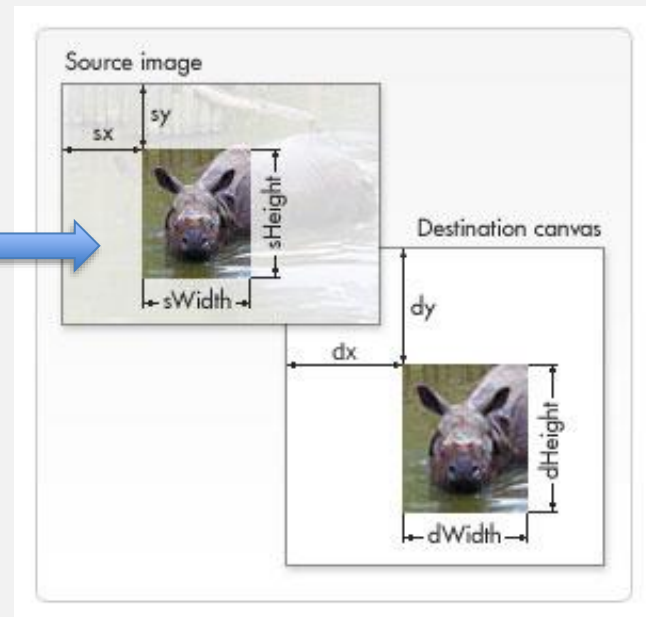 Source image
sy
sx
sHeight
sWidth
Destination canvas
dy
dx
dHeight
dWidth